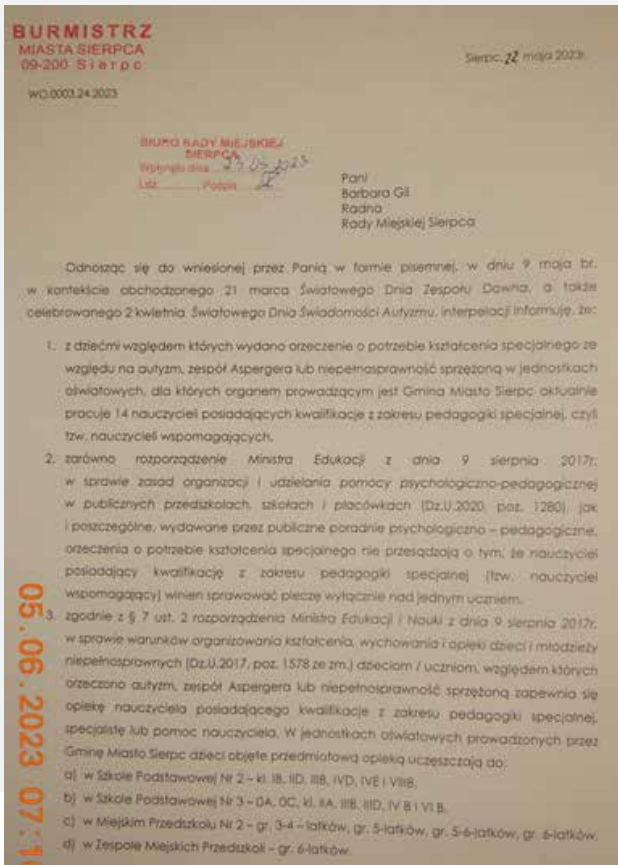 BURMISTRZ
MIASTA SIERPCA
09-200 Sierpc
Sierpc, 22 maja 2023r.
WO.0003.24.2023
BIURO RADY MIEJSKIEJ
SIERPCA
Wpłynęło dnia 23.05.2023
Ldz. Podpis
Pani
Barbara Gil
Radna
Rady Miejskiej Sierpca
Odnosząc się do wniesionej przez Panią w formie pisemnej, w dniu 9 maja br.
w kontekście obchodzonego 21 marca Światowego Dnia Zespołu Downa, a także
celebrowanego 2 kwietnia Światowego Dnia Świadomości Autyzmu, interpelacji informuję, że:
1. z dziećmi względem których wydano orzeczenie o potrzebie kształcenia specjalnego ze
względu na autyzm, zespół Aspergera lub niepełnosprawność sprzężoną w jednostkach
oświatowych, dla których organem prowadzącym jest Gmina Miasto Sierpc aktualnie
pracuje 14 nauczycieli posiadających kwalifikacje z zakresu pedagogiki specjalnej, czyli
tzw. nauczycieli wspomagających,
2. zarówno rozporządzenie Ministra Edukacji z dnia 9 sierpnia 2017r.
w sprawie zasad organizacji i udzielania pomocy psychologiczno-pedagogicznej
w publicznych przedszkolach, szkołach i placówkach (Dz.U.2020, poz. 1280), jak
i poszczególne, wydawane przez publiczne poradnie psychologiczno – pedagogiczne,
orzeczenia o potrzebie kształcenia specjalnego nie przesądzają o tym, że nauczyciel
posiadający kwalifikację z zakresu pedagogiki specjalnej (tzw. nauczyciel
wspomagający) winien sprawować pieczę wyłącznie nad jednym uczniem,
3. zgodnie z § 7 ust. 2 rozporządzenia Ministra Edukacji i Nauki z dnia 9 sierpnia 2017r.
w sprawie warunków organizowania kształcenia, wychowania i opieki dzieci i młodzieży
niepełnosprawnych (Dz.U.2017, poz. 1578 ze zm.) dzieciom / uczniom, względem których
orzeczono autyzm, zespół Aspergera lub niepełnosprawność sprzężoną zapewnia się
opiekę nauczyciela posiadającego kwalifikacje z zakresu pedagogiki specjalnej,
specjalistę lub pomoc nauczyciela. W jednostkach oświatowych prowadzonych przez
Gminę Miasto Sierpc dzieci objęte przedmiotową opieką uczęszczają do:
a) w Szkole Podstawowej Nr 2 – kl. IB, IID, IIIB, IVD, IVE i VIIIB,
b) w Szkole Podstawowej Nr 3 – 0A, 0C, kl. IIA, IIIB, IIID, IV B i VI B,
c) w Miejskim Przedszkolu Nr 2 – gr. 3-4 – latków, gr. 5-latków, gr. 5-6-latków, gr. 6-latków,
d) w Zespole Miejskich Przedszkoli – gr. 6-latków.
05.06.2023 07:1